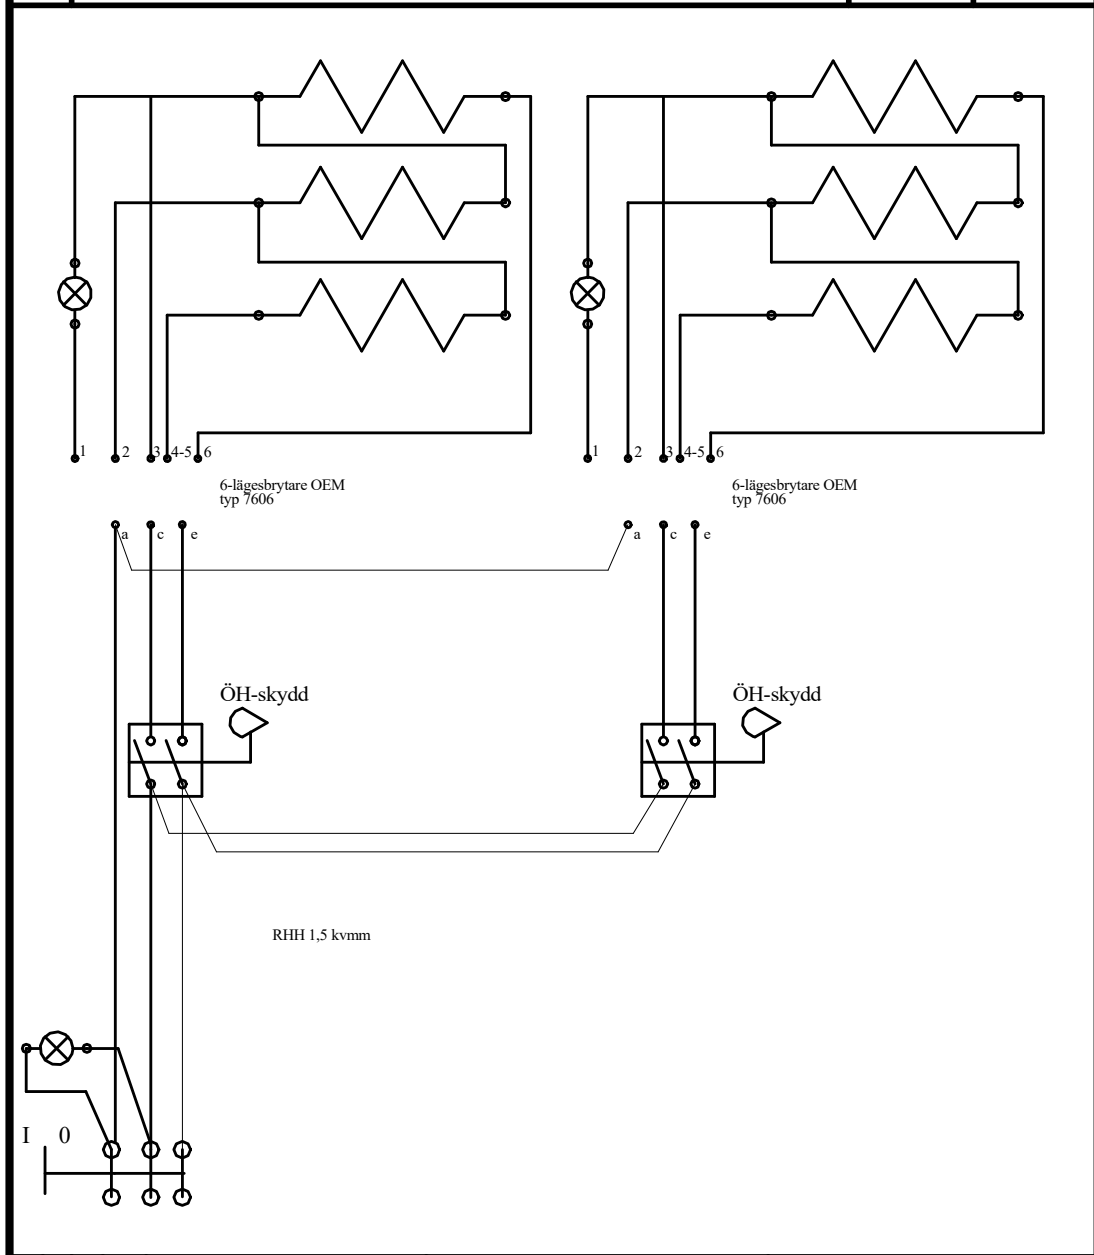 1 2 3 4-5 6
1 2 3 4-5 6
6-lägesbrytare OEM
typ 7606
6-lägesbrytare OEM
typ 7606
a c e
a c e
ÖH-skydd
ÖH-skydd
RHH 1,5 kvmm
I 0